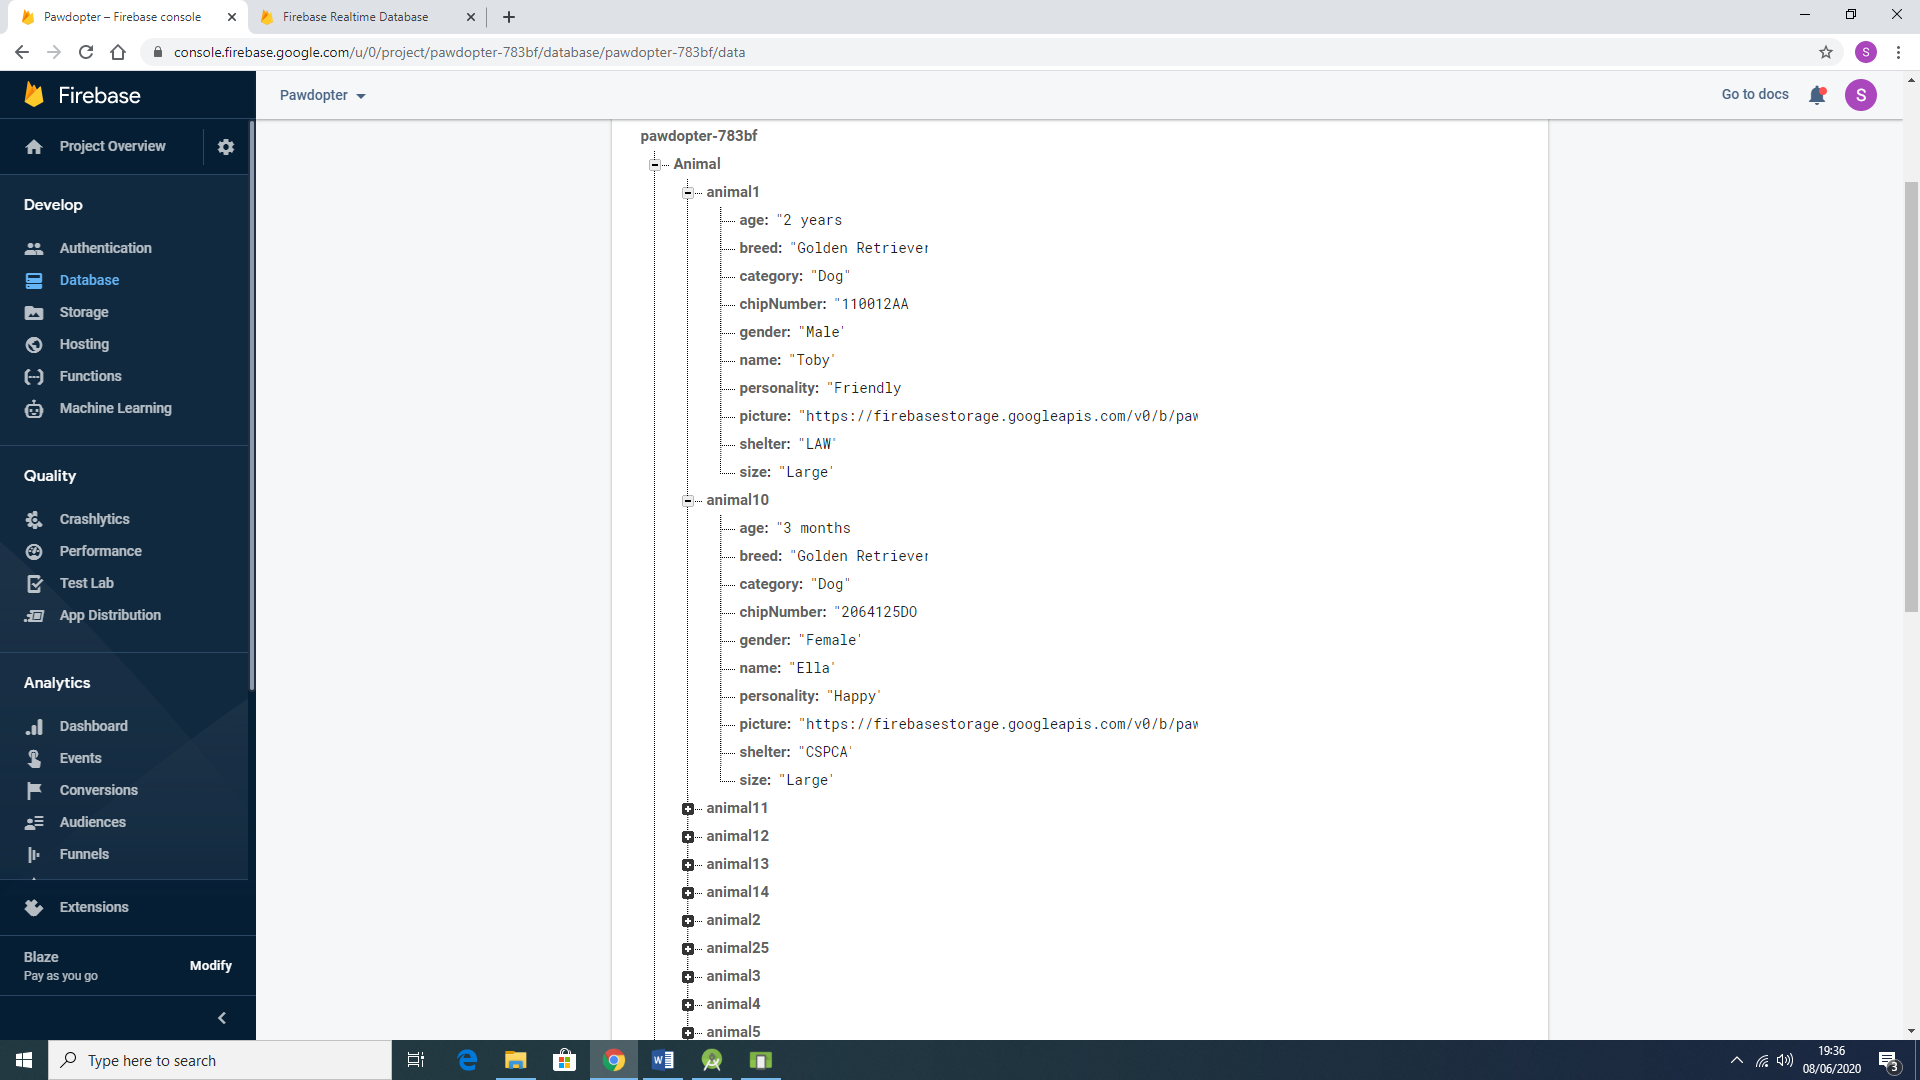 Pawdopter – Firebase console
Firebase Realtime Database
console.firebase.google.com/u/0/project/pawdopter-783bf/database/pawdopter-783bf/data
S
Firebase
Pawdopter
Go to docs
S
Project Overview
Develop
Authentication
Database
Storage
Hosting
Functions
Machine Learning
Quality
Crashlytics
Performance
Test Lab
App Distribution
Analytics
Dashboard
Events
Conversions
Audiences
Funnels
Extensions
Blaze
Pay as you go
Modify
pawdopter-783bf
Animal
animal1
age: "2 years
breed: "Golden Retriever
category: "Dog"
chipNumber: "110012AA
gender: "Male'
name: "Toby'
personality: "Friendly
picture: "https://firebasestorage.googleapis.com/v0/b/paw
shelter: "LAW'
size: "Large'
animal10
age: "3 months
breed: "Golden Retriever
category: "Dog"
chipNumber: "2064125DO
gender: "Female'
name: "Ella'
personality: "Happy'
picture: "https://firebasestorage.googleapis.com/v0/b/paw
shelter: "CSPCA'
size: "Large'
animal11
animal12
animal13
animal14
animal2
animal25
animal3
animal4
animal5
Type here to search
19:36
08/06/2020
3